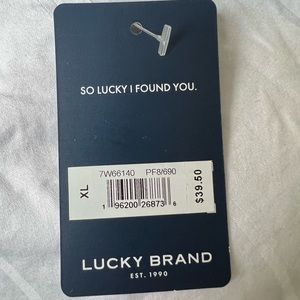 SO LUCKY I FOUND YOU.
7W66140 PF8/690
XL
1 96200 26873 6
$39.50
LUCKY BRAND
EST. 1990